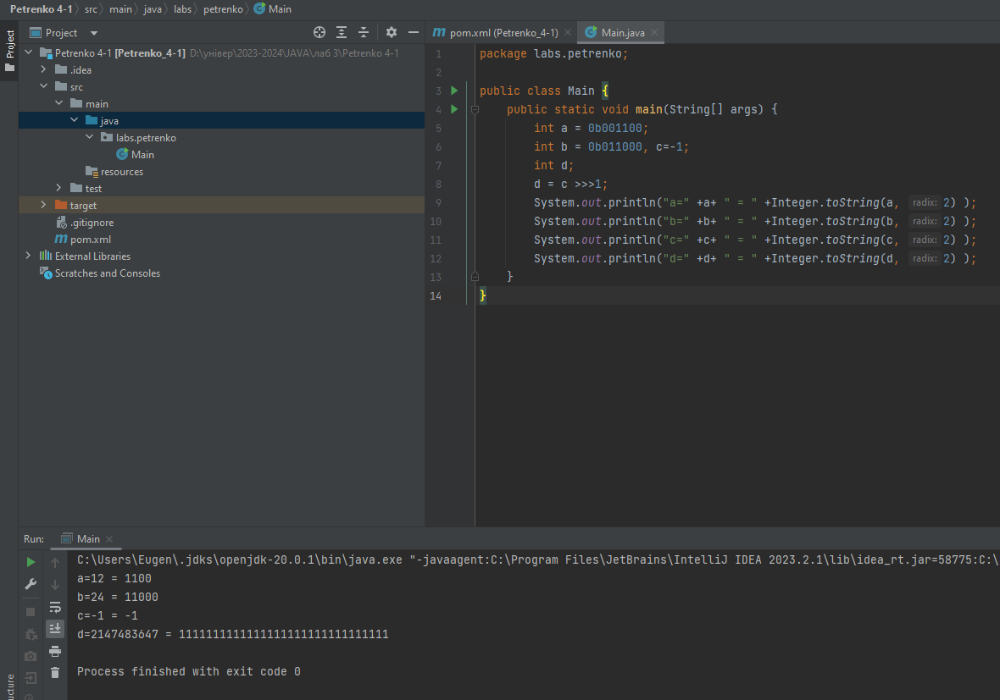 Petrenko 4-1 src main java labs petrenko Main
Project
Project
Petrenko 4-1 [Petrenko_4-1] D:\універ\2023-2024\JAVA\лаб 3\Petrenko 4-1
.idea
src
main
java
labs.petrenko
Main
resources
test
target
.gitignore
pom.xml
External Libraries
Scratches and Consoles
pom.xml (Petrenko_4-1)
Main.java
1 package labs.petrenko;
2
3 public class Main {
4 public static void main(String[] args) {
5 int a = 0b001100;
6 int b = 0b011000, c=-1;
7 int d;
8 d = c >>>1;
9 System.out.println("a=" +a+ " = " +Integer.toString(a, radix: 2) );
10 System.out.println("b=" +b+ " = " +Integer.toString(b, radix: 2) );
11 System.out.println("c=" +c+ " = " +Integer.toString(c, radix: 2) );
12 System.out.println("d=" +d+ " = " +Integer.toString(d, radix: 2) );
13 }
14 }
Run: Main
C:\Users\Eugen\.jdks\openjdk-20.0.1\bin\java.exe "-javaagent:C:\Program Files\JetBrains\IntelliJ IDEA 2023.2.1\lib\idea_rt.jar=58775:C:\
a=12 = 1100
b=24 = 11000
c=-1 = -1
d=2147483647 = 1111111111111111111111111111111
Process finished with exit code 0